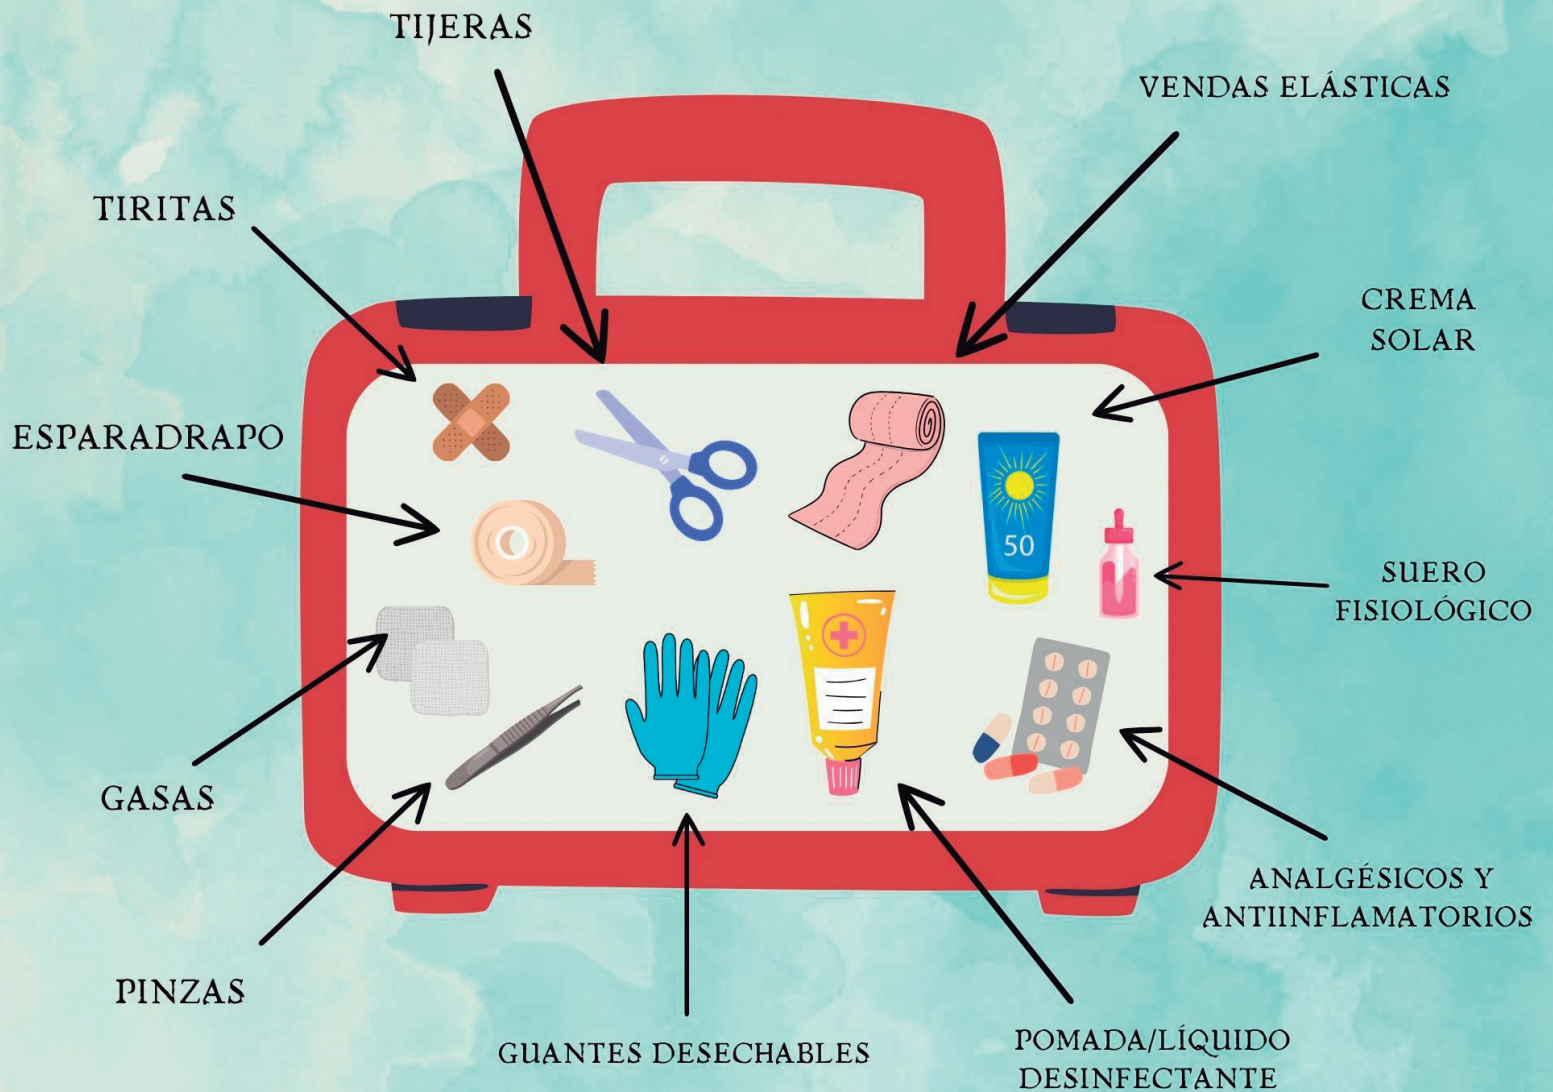 TIJERAS
VENDAS ELÁSTICAS
TIRITAS
CREMA
SOLAR
ESPARADRAPO
50
SUERO
FISIOLÓGICO
GASAS
ANALGÉSICOS Y
ANTIINFLAMATORIOS
PINZAS
GUANTES DESECHABLES
POMADA/LÍQUIDO
DESINFECTANTE